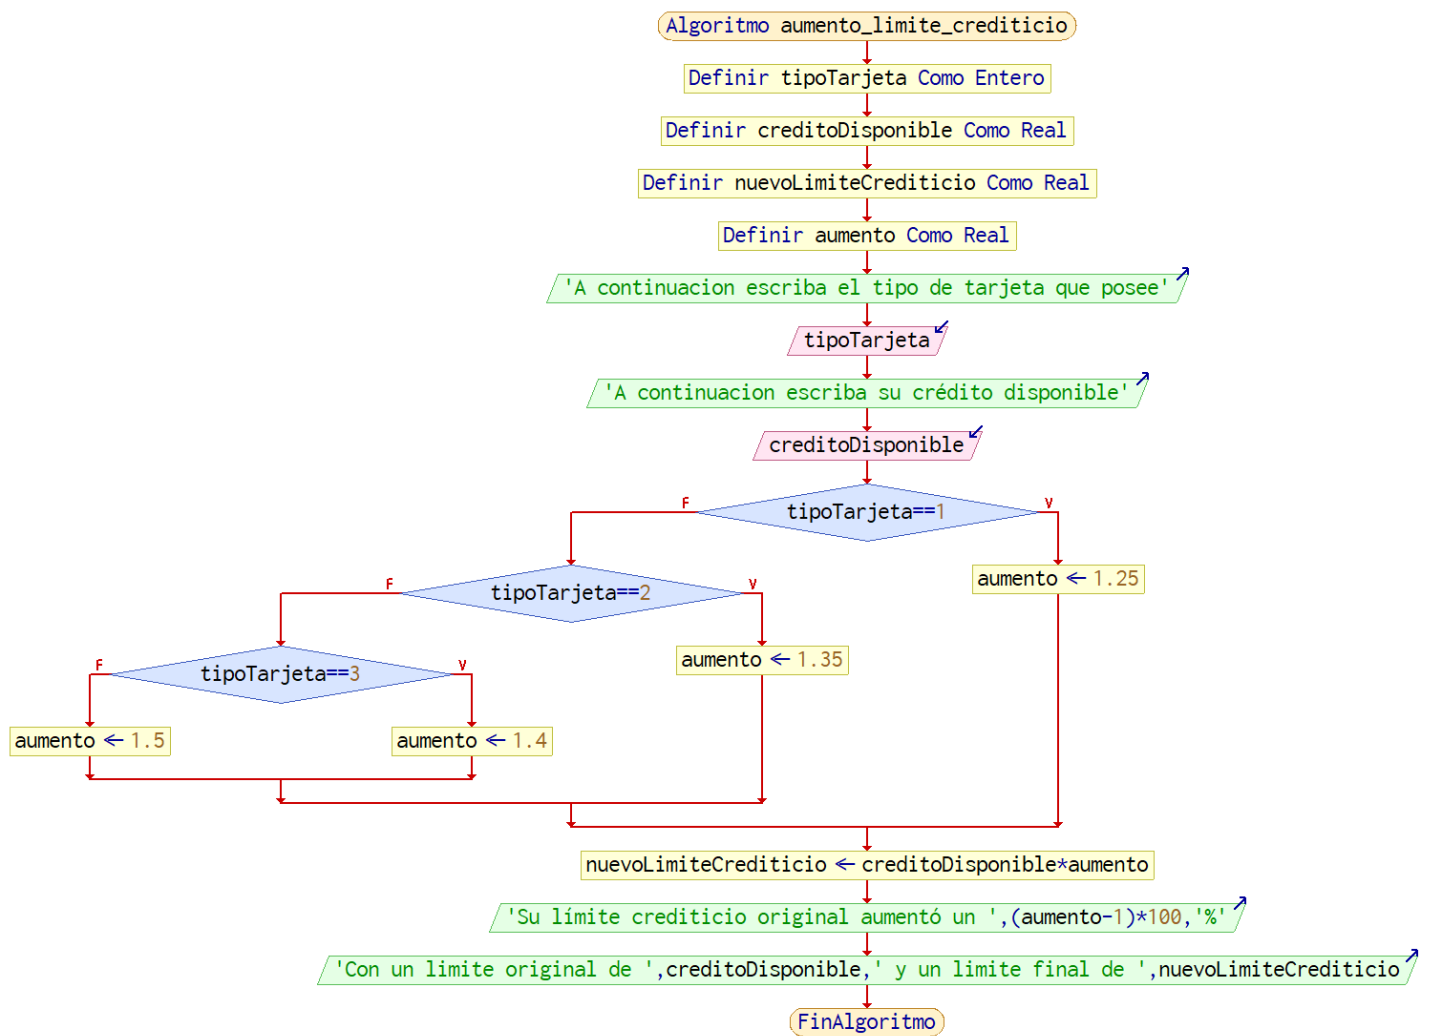 Algoritmo aumento_limite_crediticio
Definir tipoTarjeta Como Entero
Definir creditoDisponible Como Real
Definir nuevoLimiteCrediticio Como Real
Definir aumento Como Real
'A continuacion escriba el tipo de tarjeta que posee'
tipoTarjeta
'A continuacion escriba su crédito disponible'
creditoDisponible
F
tipoTarjeta==1
V
aumento ← 1.25
F
tipoTarjeta==2
V
aumento ← 1.35
F
tipoTarjeta==3
V
aumento ← 1.5
aumento ← 1.4
nuevoLimiteCrediticio ← creditoDisponible*aumento
'Su límite crediticio original aumentó un ',(aumento-1)*100,'%'
'Con un limite original de ',creditoDisponible,' y un limite final de ',nuevoLimiteCrediticio
FinAlgoritmo